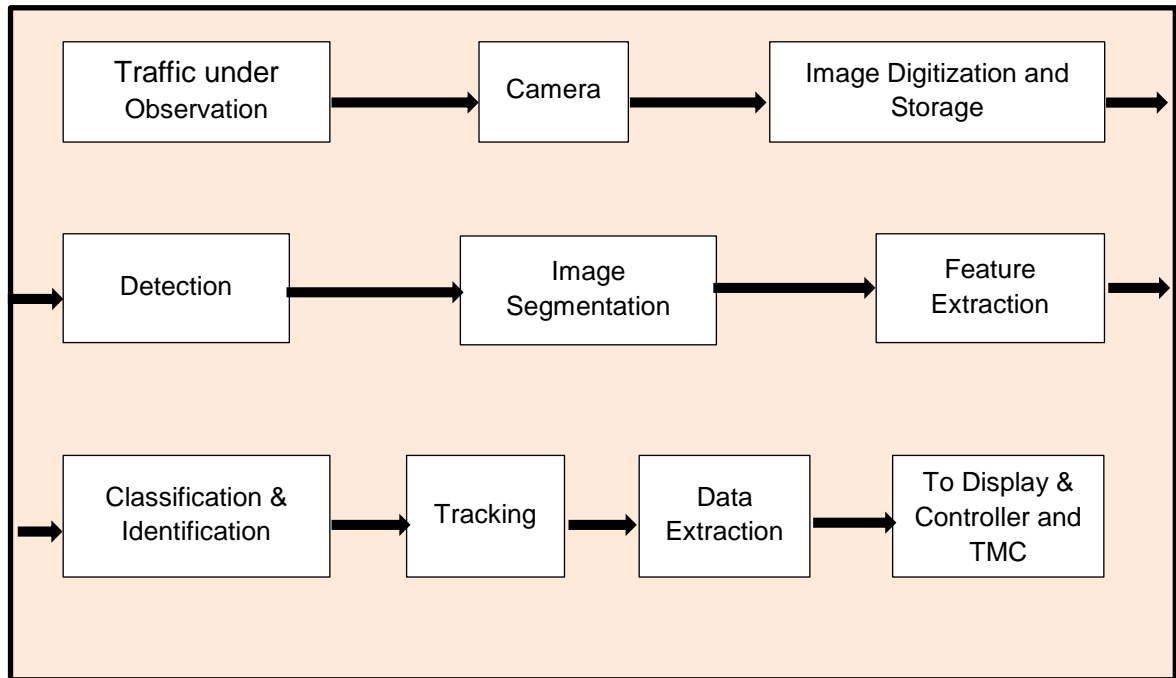 Traffic under
Observation
Camera
Image Digitization and
Storage
Detection
Image
Segmentation
Feature
Extraction
Classification &
Identification
Tracking
Data
Extraction
To Display &
Controller and
TMC